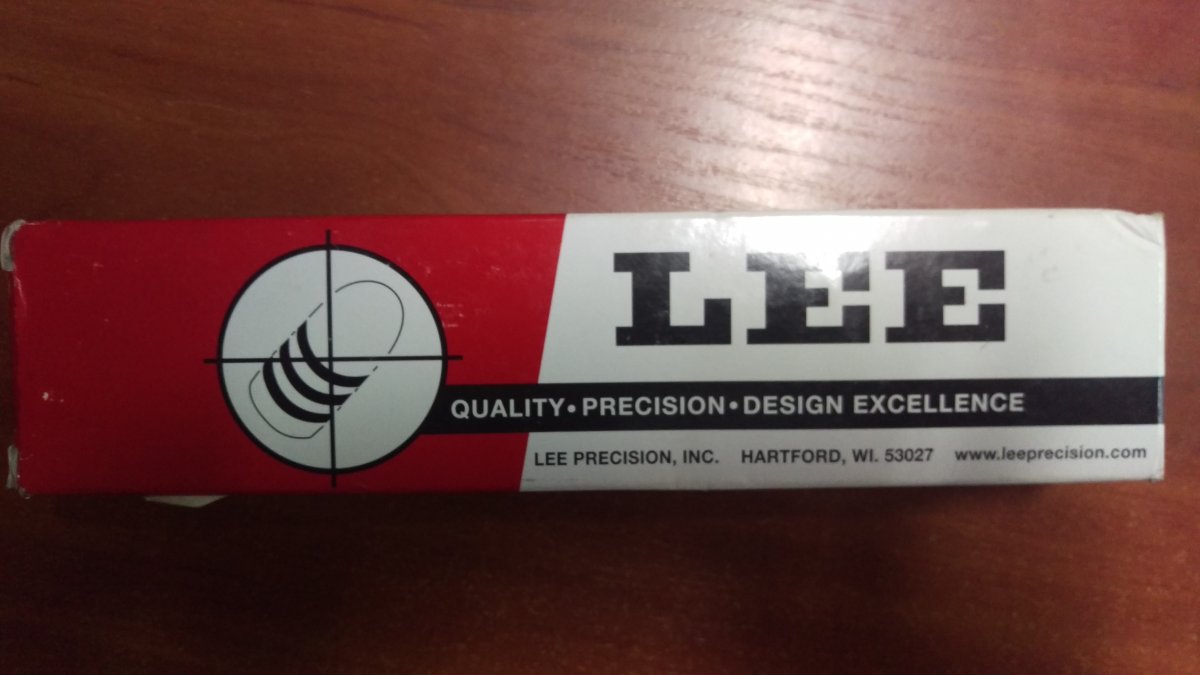 LEE
QUALITY•PRECISION•DESIGN EXCELLENCE
LEE PRECISION, INC. HARTFORD, WI. 53027 www.leeprecision.com